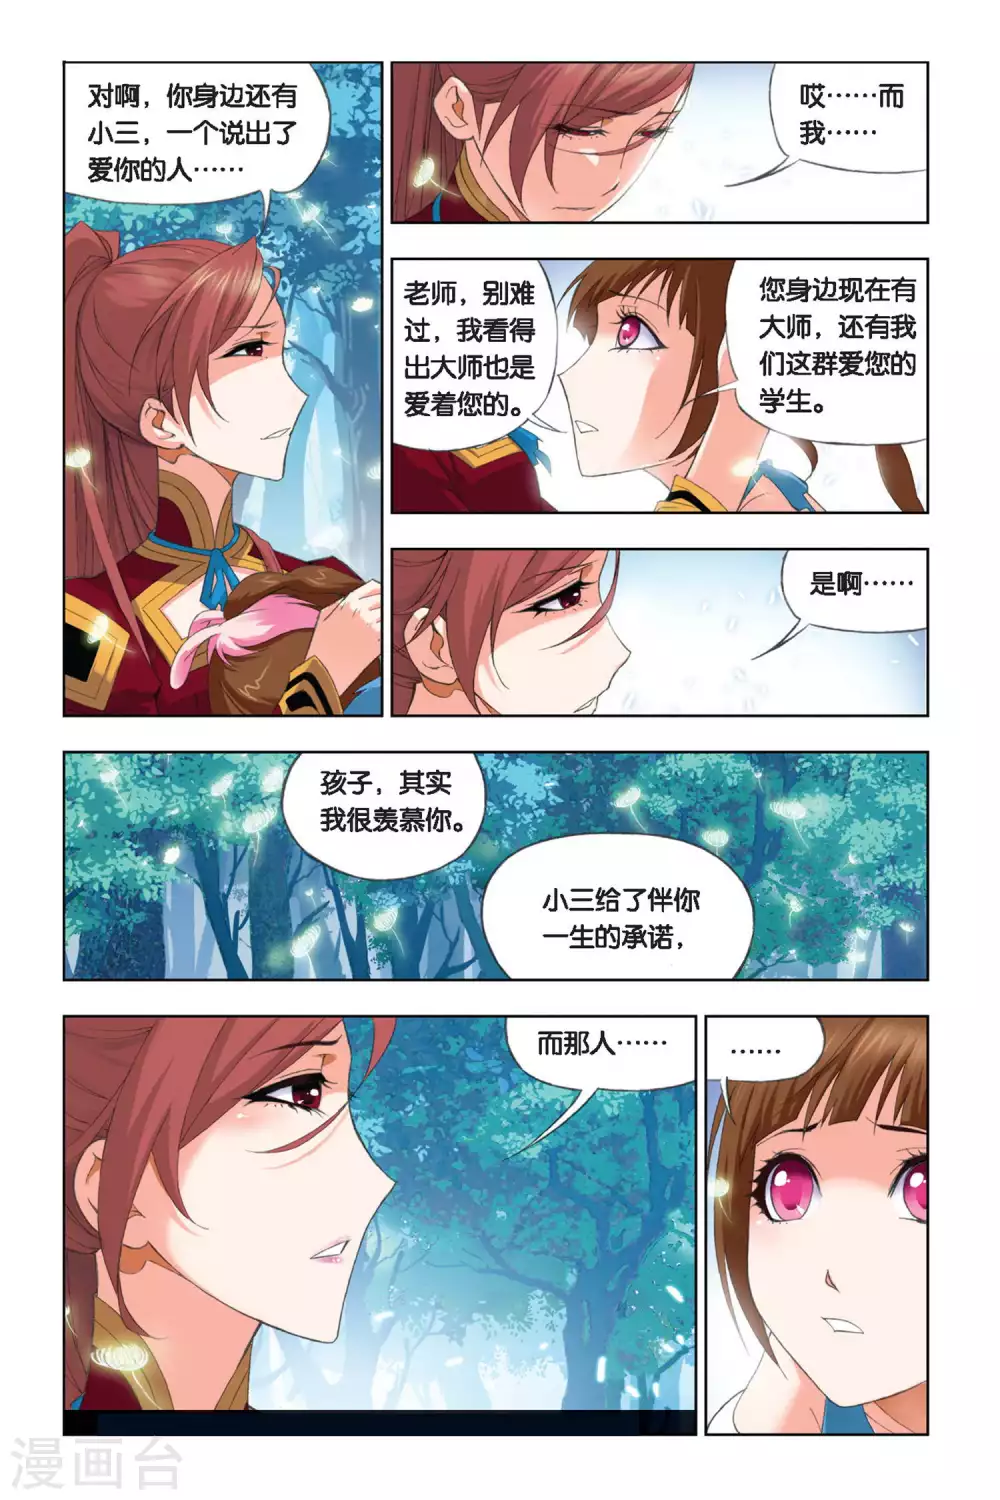 对啊，你身边还有
小三，一个说出了
爱你的人……
哎……而
我……
老师，别难
过，我看得
出大师也是
爱着您的。
您身边现在有
大师，还有我
们这群爱您的
学生。
是啊……
孩子，其实
我很羡慕你。
小三给了伴你
一生的承诺，
而那人……
……
漫画台